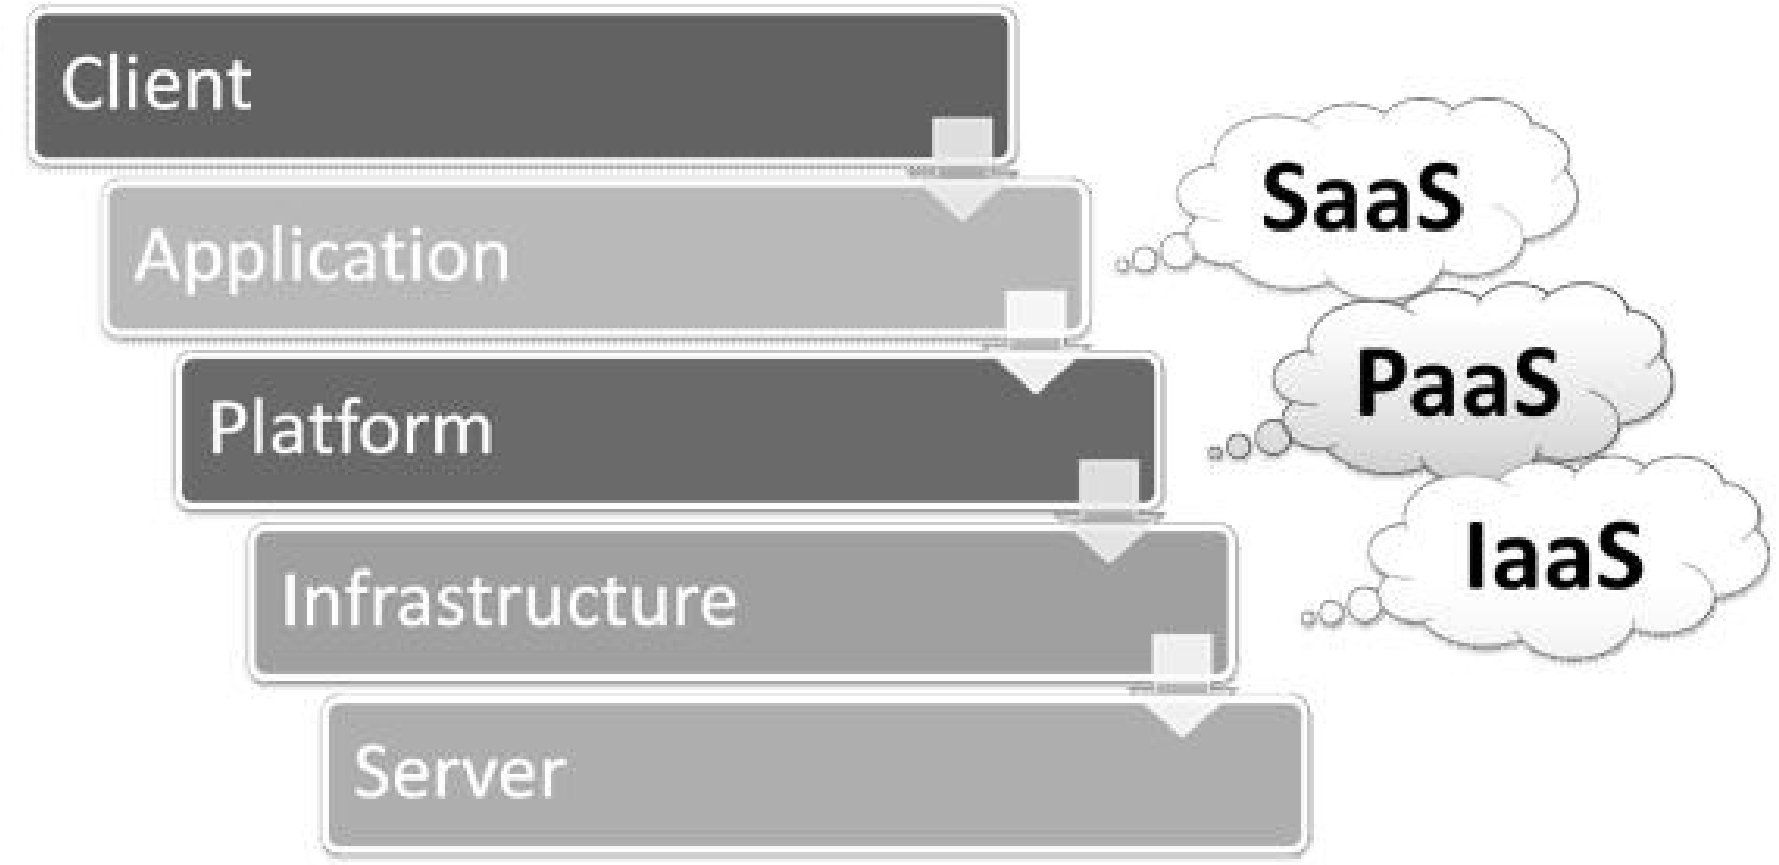 Client
Application
SaaS
Platform
PaaS
Infrastructure
IaaS
Server